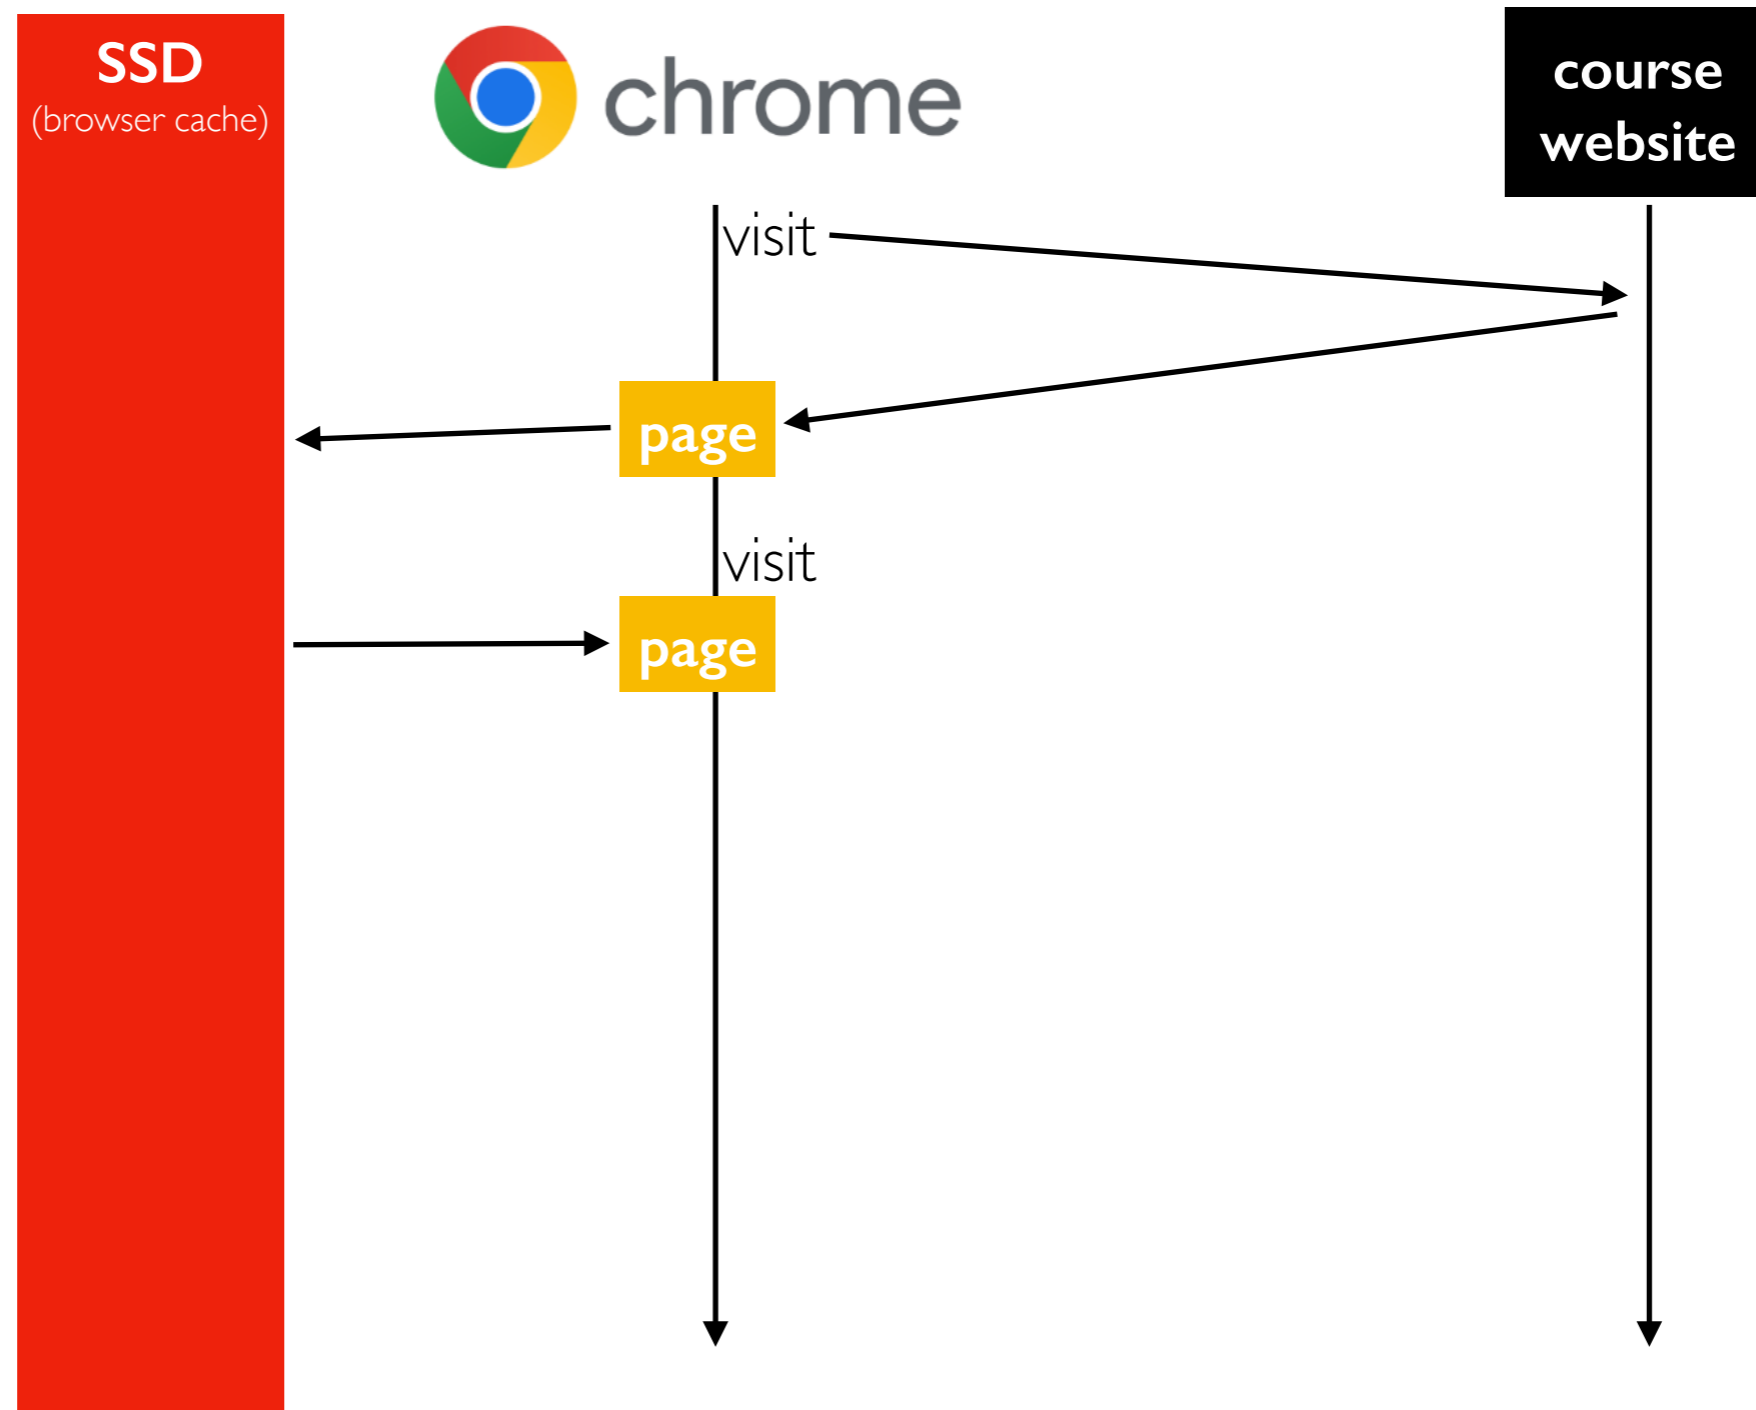 SSD
(browser cache)
chrome
course
website
visit
page
visit
page